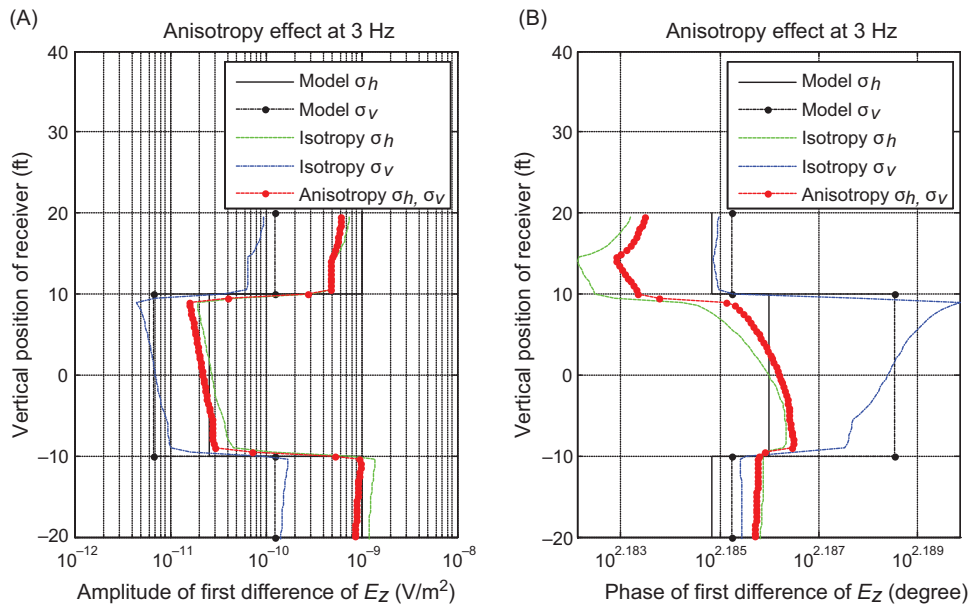 (A)
Anisotropy effect at 3 Hz
40
30
20
10
0
−10
−20
Vertical position of receiver (ft)
Model σh
Model σv
Isotropy σh
Isotropy σv
Anisotropy σh, σv
10−12
10−11
10−10
10−9
10−8
Amplitude of first difference of Ez (V/m2)
(B)
Anisotropy effect at 3 Hz
40
30
20
10
0
−10
−20
Vertical position of receiver (ft)
Model σh
Model σv
Isotropy σh
Isotropy σv
Anisotropy σh, σv
102.183
102.185
102.187
102.189
Phase of first difference of Ez (degree)